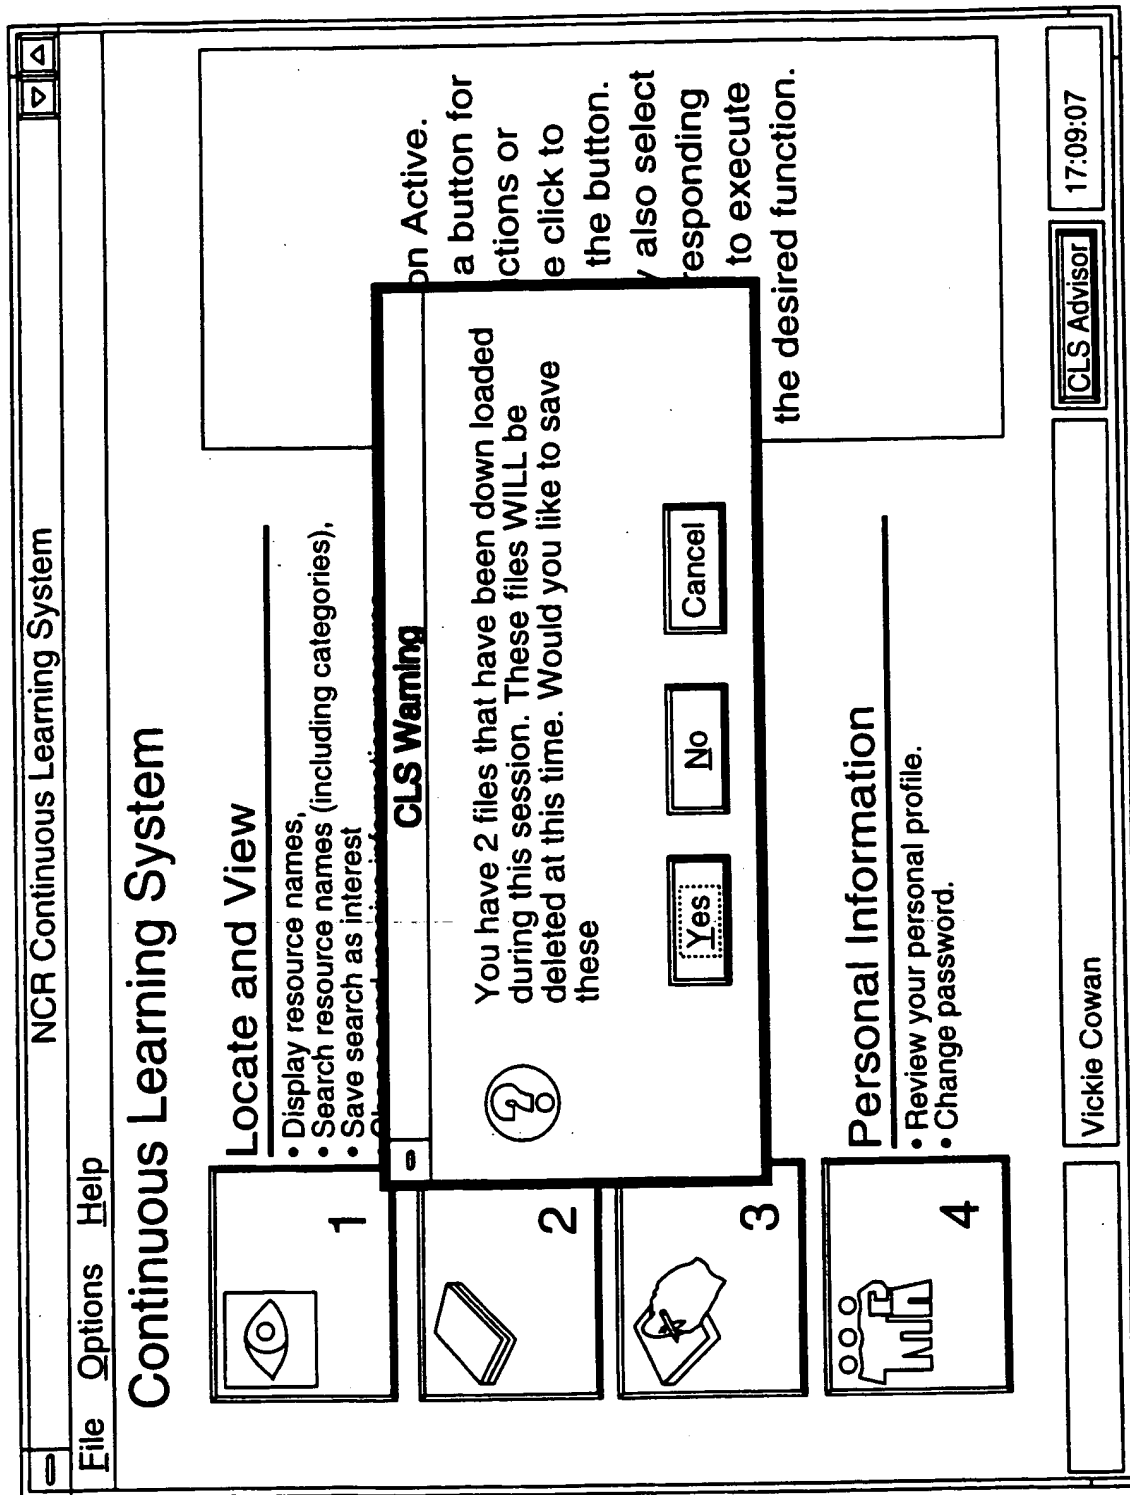 NCR Continuous Learning System
File Options Help
Continuous Learning System
1
Locate and View
• Display resource names,
• Search resource names (including categories),
• Save search as interest
on Active.
a button for
ctions or
e click to
the button.
also select
responding
to execute
the desired function.
CLS Warning
You have 2 files that have been down loaded
during this session. These files WILL be
deleted at this time. Would you like to save
these
Yes No Cancel
2
3
4
Personal Information
• Review your personal profile.
• Change password.
Vickie Cowan
CLS Advisor
17:09:07